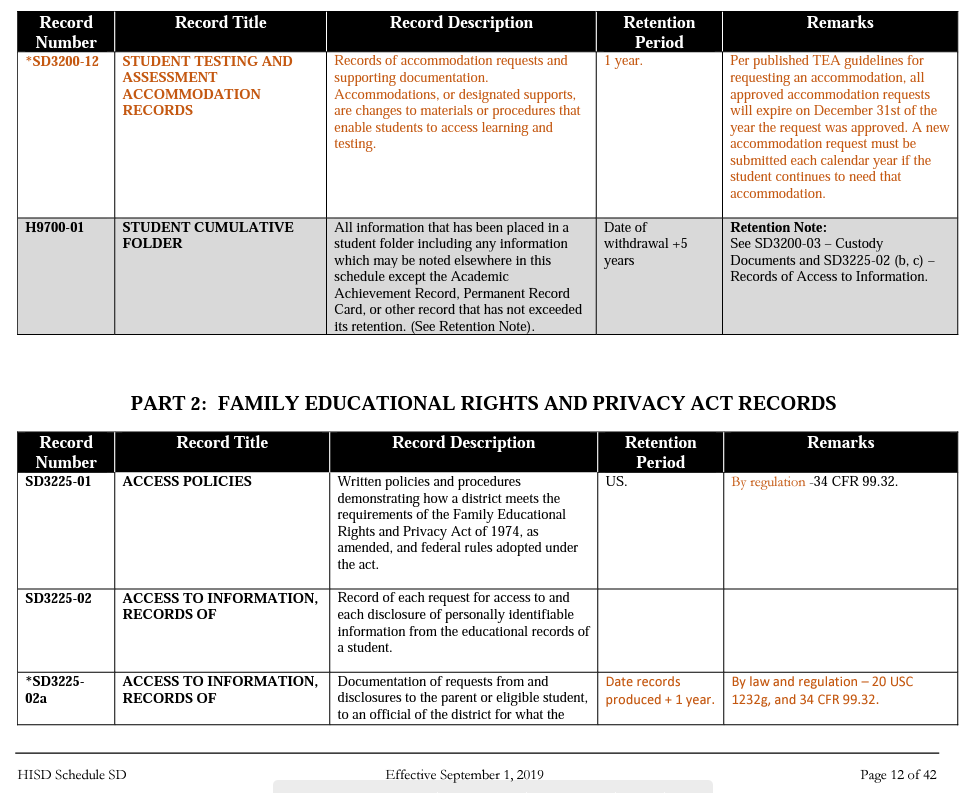 Record Number Record Title Record Description Retention Period Remarks
*SD3200-12
STUDENT TESTING AND
ASSESSMENT
ACCOMMODATION
RECORDS
Records of accommodation requests and
supporting documentation.
Accommodations, or designated supports,
are changes to materials or procedures that
enable students to access learning and
testing.
1 year.
Per published TEA guidelines for
requesting an accommodation, all
approved accommodation requests
will expire on December 31st of the
year the request was approved. A new
accommodation request must be
submitted each calendar year if the
student continues to need that
accommodation.
H9700-01
STUDENT CUMULATIVE
FOLDER
All information that has been placed in a
student folder including any information
which may be noted elsewhere in this
schedule except the Academic
Achievement Record, Permanent Record
Card, or other record that has not exceeded
its retention. (See Retention Note).
Date of
withdrawal +5
years
Retention Note:
See SD3200-03 – Custody
Documents and SD3225-02 (b, c) –
Records of Access to Information.
PART 2: FAMILY EDUCATIONAL RIGHTS AND PRIVACY ACT RECORDS
Record Number Record Title Record Description Retention Period Remarks
SD3225-01
ACCESS POLICIES
Written policies and procedures
demonstrating how a district meets the
requirements of the Family Educational
Rights and Privacy Act of 1974, as
amended, and federal rules adopted under
the act.
US.
By regulation -34 CFR 99.32.
SD3225-02
ACCESS TO INFORMATION,
RECORDS OF
Record of each request for access to and
each disclosure of personally identifiable
information from the educational records of
a student.
*SD3225-
02a
ACCESS TO INFORMATION,
RECORDS OF
Documentation of requests from and
disclosures to the parent or eligible student,
to an official of the district for what the
Date records
produced + 1 year.
By law and regulation – 20 USC
1232g, and 34 CFR 99.32.
HISD Schedule SD Effective September 1, 2019 Page 12 of 42